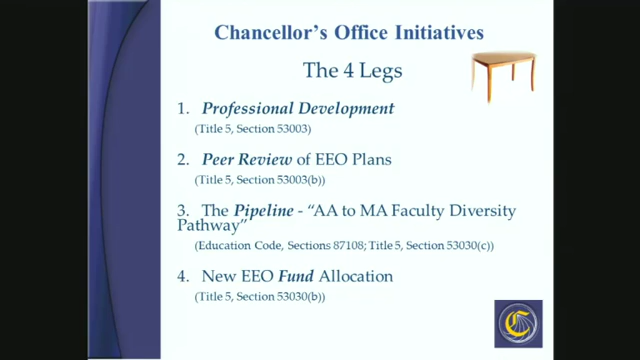 Chancellor's Office Initiatives
The 4 Legs
1. Professional Development
(Title 5, Section 53003)
2. Peer Review of EEO Plans
(Title 5, Section 53003(b))
3. The Pipeline - “AA to MA Faculty Diversity
Pathway”
(Education Code, Sections 87108; Title 5, Section 53030(c))
4. New EEO Fund Allocation
(Title 5, Section 53030(b))
C